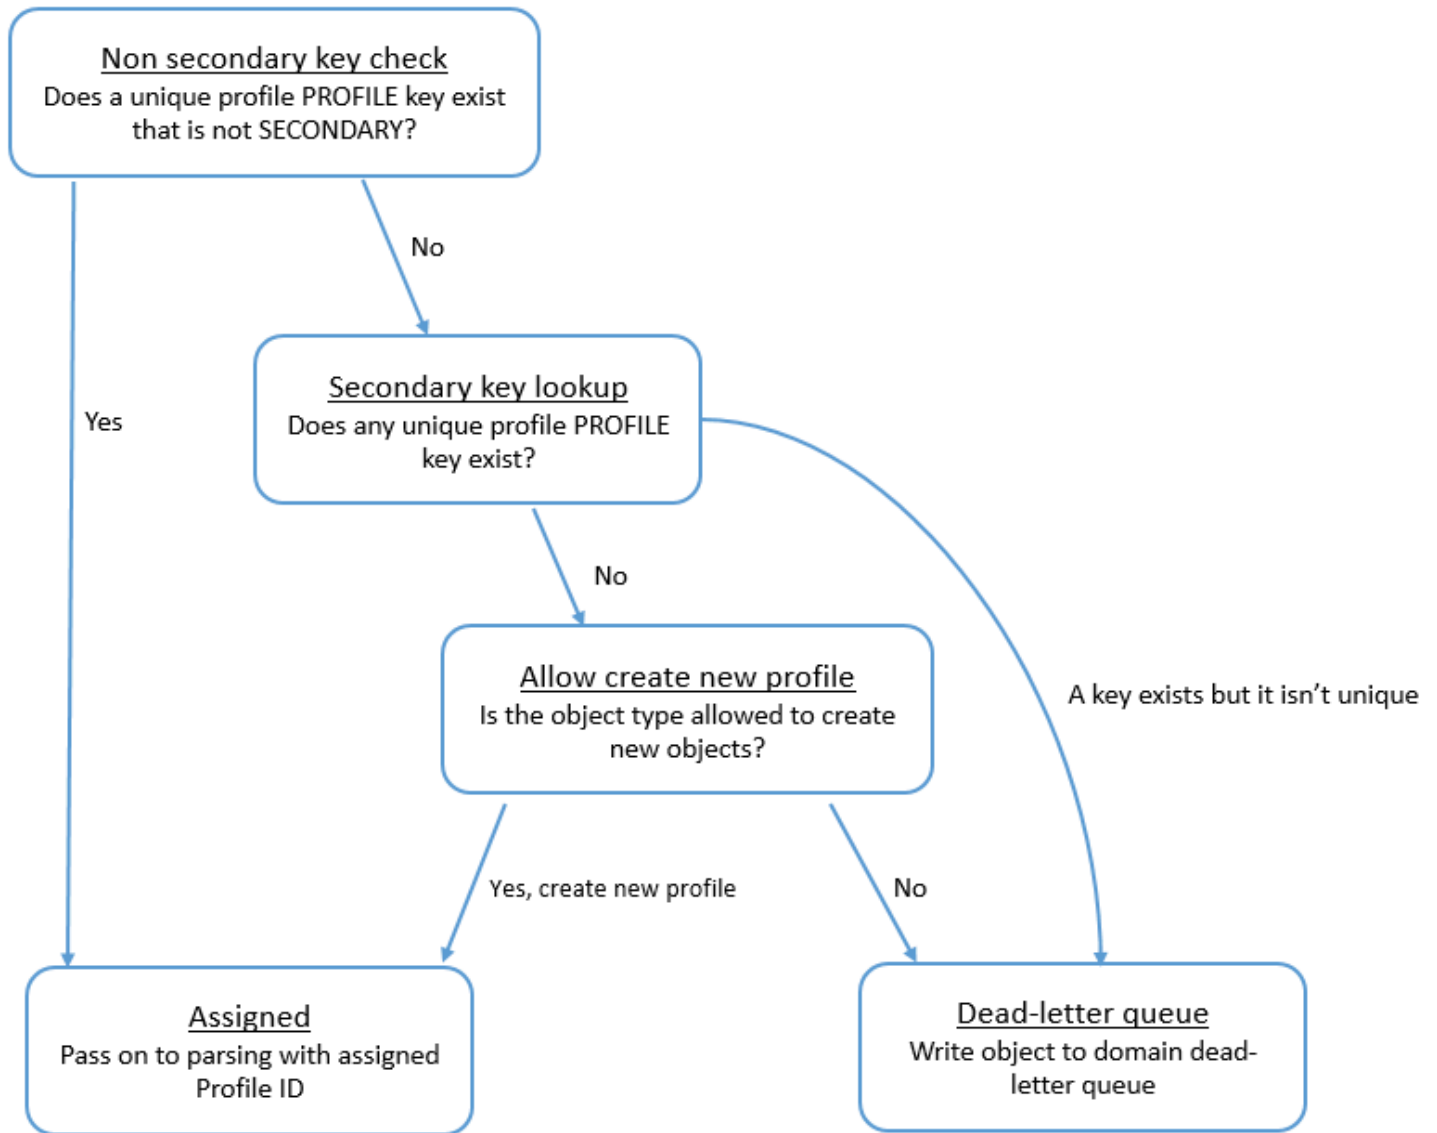 Non secondary key check
Does a unique profile PROFILE key exist
that is not SECONDARY?
No
Yes
Secondary key lookup
Does any unique profile PROFILE
key exist?
No
Allow create new profile
Is the object type allowed to create
new objects?
A key exists but it isn’t unique
Yes, create new profile
No
Assigned
Pass on to parsing with assigned
Profile ID
Dead-letter queue
Write object to domain dead-
letter queue